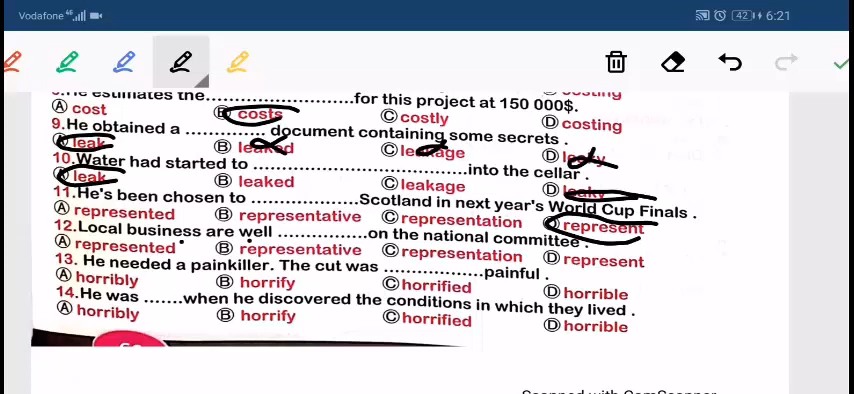 Vodafone 42 6:21
8.He estimates the....................for this project at 150 000$.
Ⓐ cost Ⓑ costs Ⓒ costly Ⓓ costing
9.He obtained a .............. document containing some secrets .
Ⓐ leak Ⓑ leaked Ⓒ leakage Ⓓ leaky
10.Water had started to ......................................into the cellar .
Ⓐ leak Ⓑ leaked Ⓒ leakage Ⓓ leaky
11.He's been chosen to ...................Scotland in next year's World Cup Finals .
Ⓐ represented Ⓑ representative Ⓒ representation Ⓓ represent
12.Local business are well ................on the national committee .
Ⓐ represented Ⓑ representative Ⓒ representation Ⓓ represent
13. He needed a painkiller. The cut was .................painful .
Ⓐ horribly Ⓑ horrify Ⓒ horrified Ⓓ horrible
14.He was .......when he discovered the conditions in which they lived .
Ⓐ horribly Ⓑ horrify Ⓒ horrified Ⓓ horrible